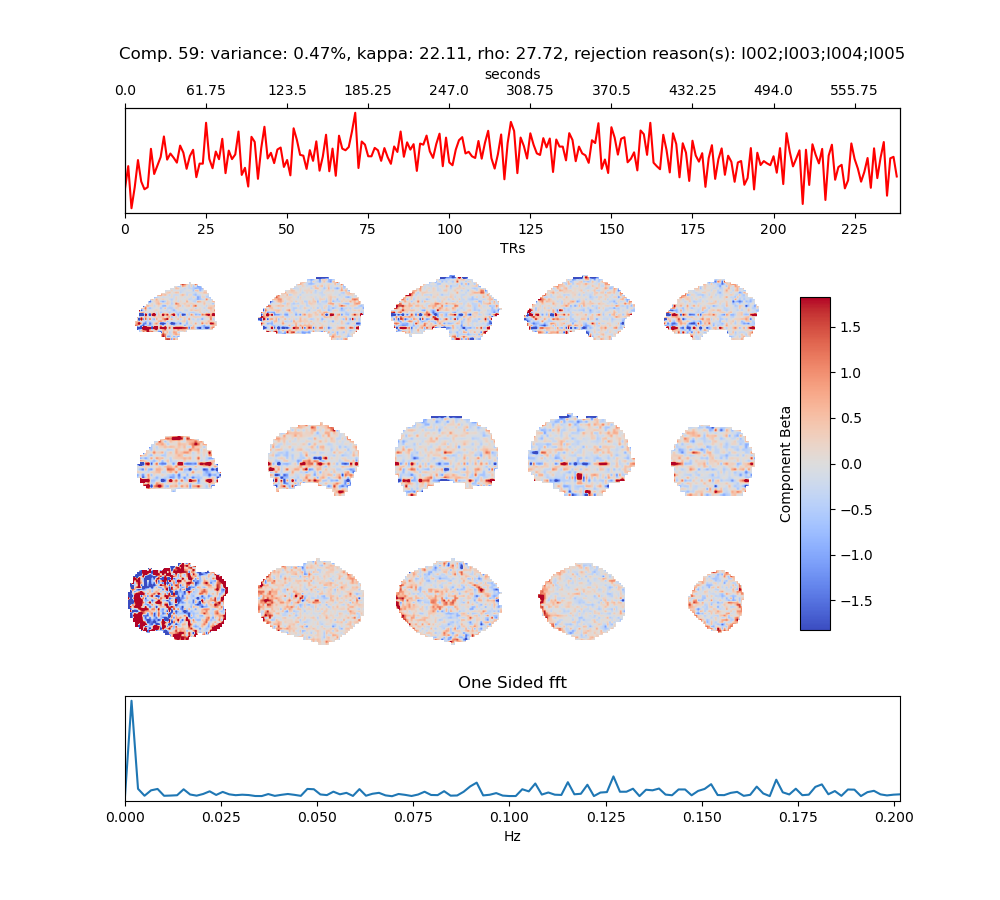 Comp. 59: variance: 0.47%, kappa: 22.11, rho: 27.72, rejection reason(s): I002;I003;I004;I005
seconds
0.0 61.75 123.5 185.25 247.0 308.75 370.5 432.25 494.0 555.75
0 25 50 75 100 125 150 175 200 225
TRs
1.5
1.0
0.5
0.0
−0.5
−1.0
−1.5
Component Beta
One Sided fft
0.000 0.025 0.050 0.075 0.100 0.125 0.150 0.175 0.200
Hz